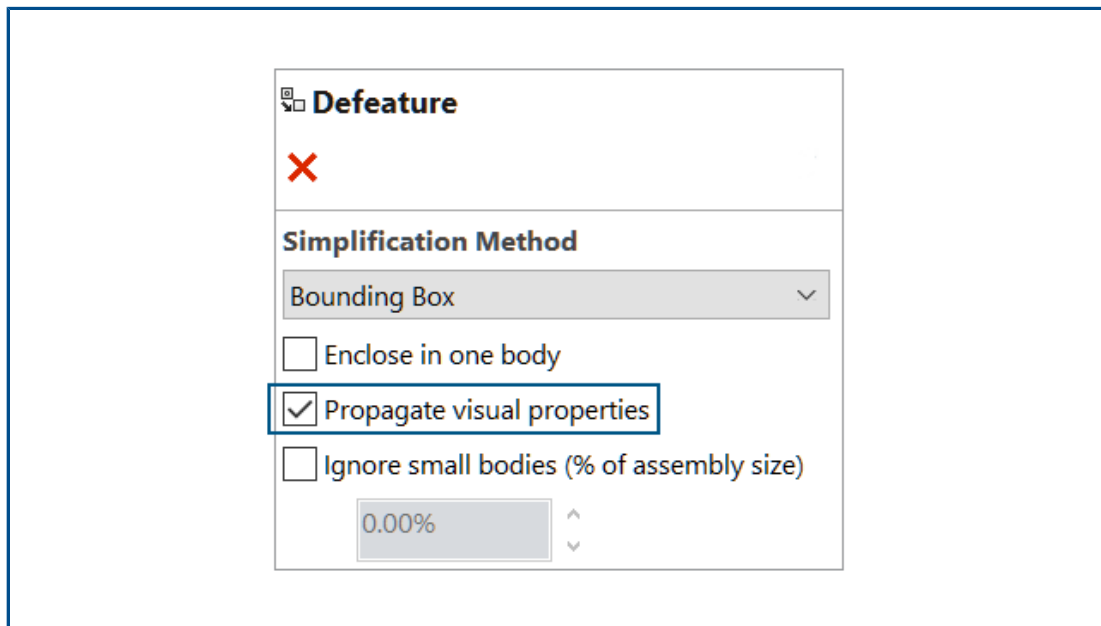 Defeature
Simplification Method
Bounding Box
Enclose in one body
Propagate visual properties
Ignore small bodies (% of assembly size)
0.00%